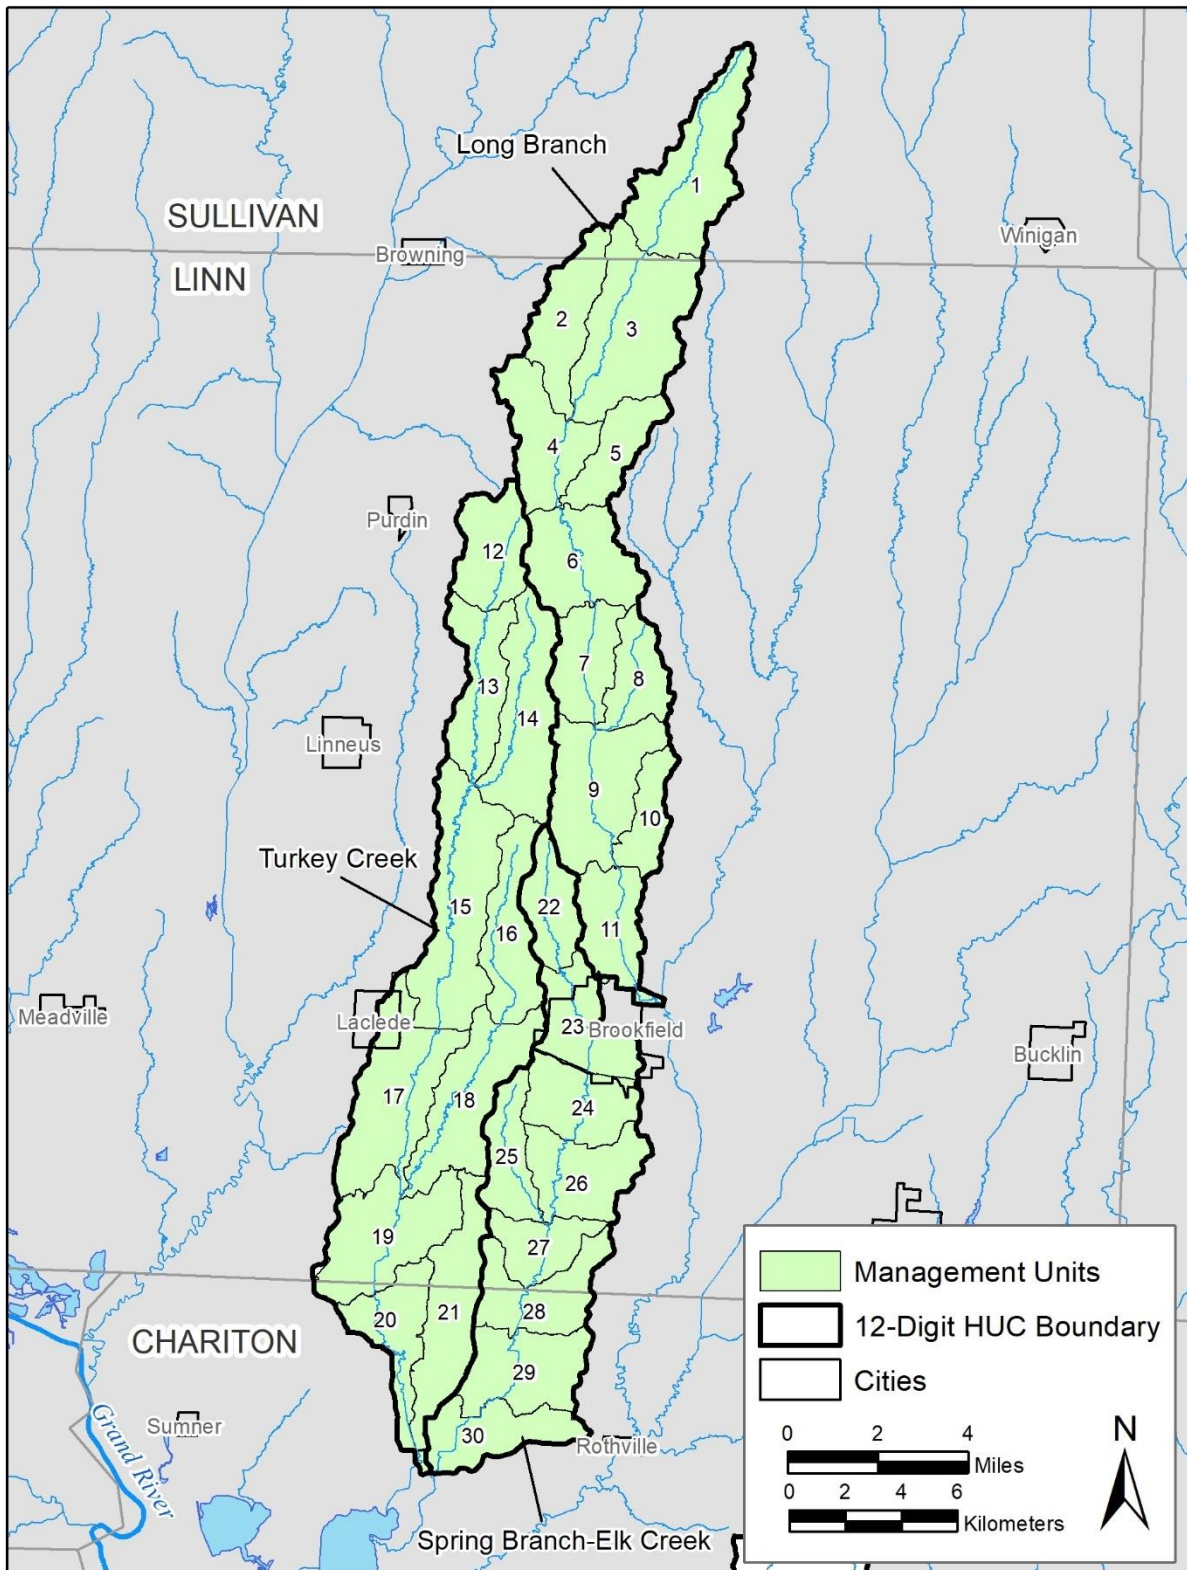 Long Branch
1
SULLIVAN
Browning
Winigan
LINN
2
3
4
5
Purdin
12
6
7
8
13
14
Linneus
9
10
Turkey Creek
15
16
22
11
Meadville
Laclede
23
Brookfield
Bucklin
17
18
24
25
26
19
27
20
21
28
CHARITON
29
30
Sumner
Rothville
Grand River
Spring Branch-Elk Creek
Management Units
12-Digit HUC Boundary
Cities
0 2 4
Miles
0 2 4 6
Kilometers
N